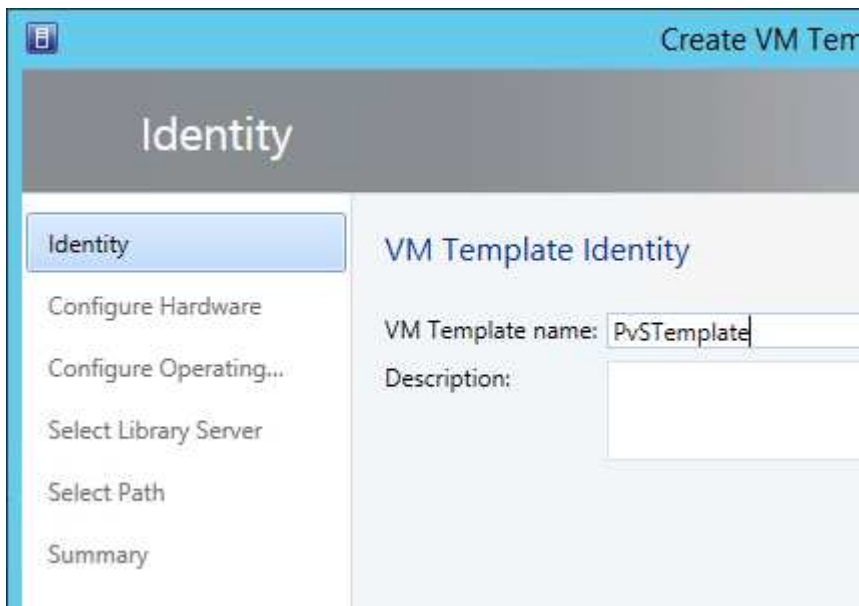 Create VM Tem
Identity
Identity
Configure Hardware
Configure Operating...
Select Library Server
Select Path
Summary
VM Template Identity
VM Template name: PvSTemplate
Description: